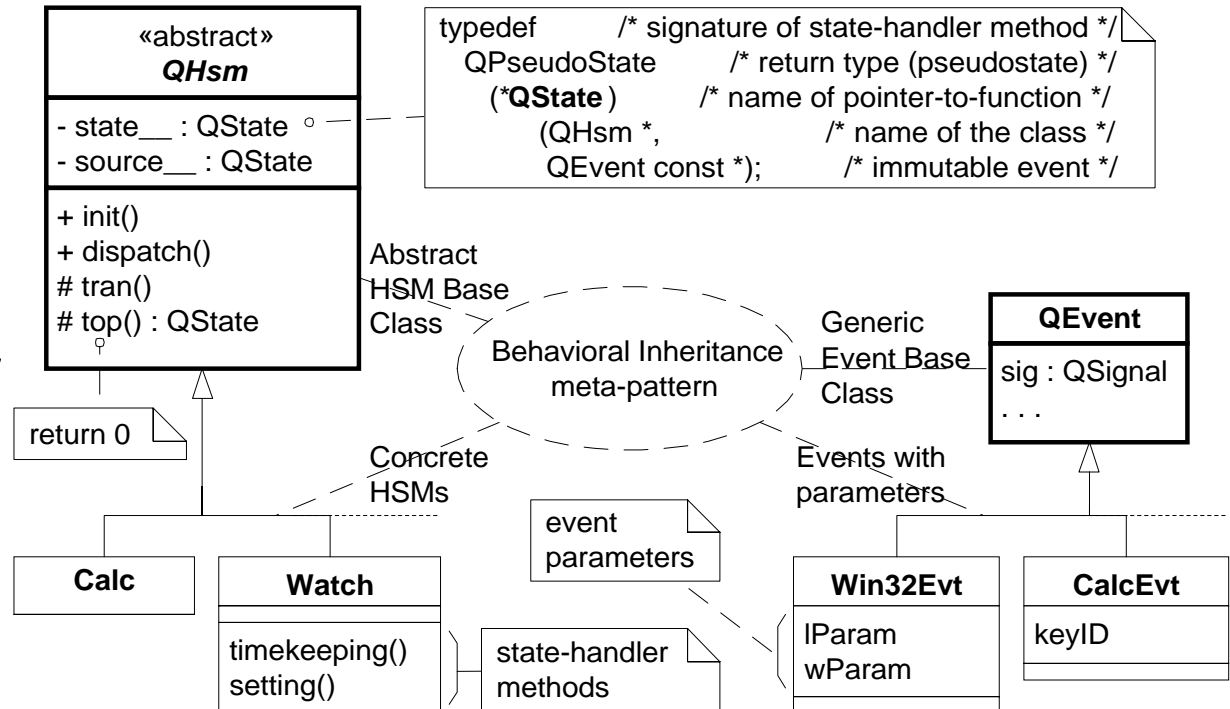 «abstract»
QHsm
- state__ : QState
- source__ : QState
+ init()
+ dispatch()
# tran()
# top() : QState
return 0
typedef /* signature of state-handler method */
QPseudoState /* return type (pseudostate) */
(*QState) /* name of pointer-to-function */
(QHsm *, /* name of the class */
QEvent const *); /* immutable event */
Abstract
HSM Base
Class
Behavioral Inheritance
meta-pattern
Generic
Event Base
Class
QEvent
sig : QSignal
. . .
Concrete
HSMs
Events with
parameters
event
parameters
Calc
Watch
timekeeping()
setting()
state-handler
methods
Win32Evt
lParam
wParam
CalcEvt
keyID